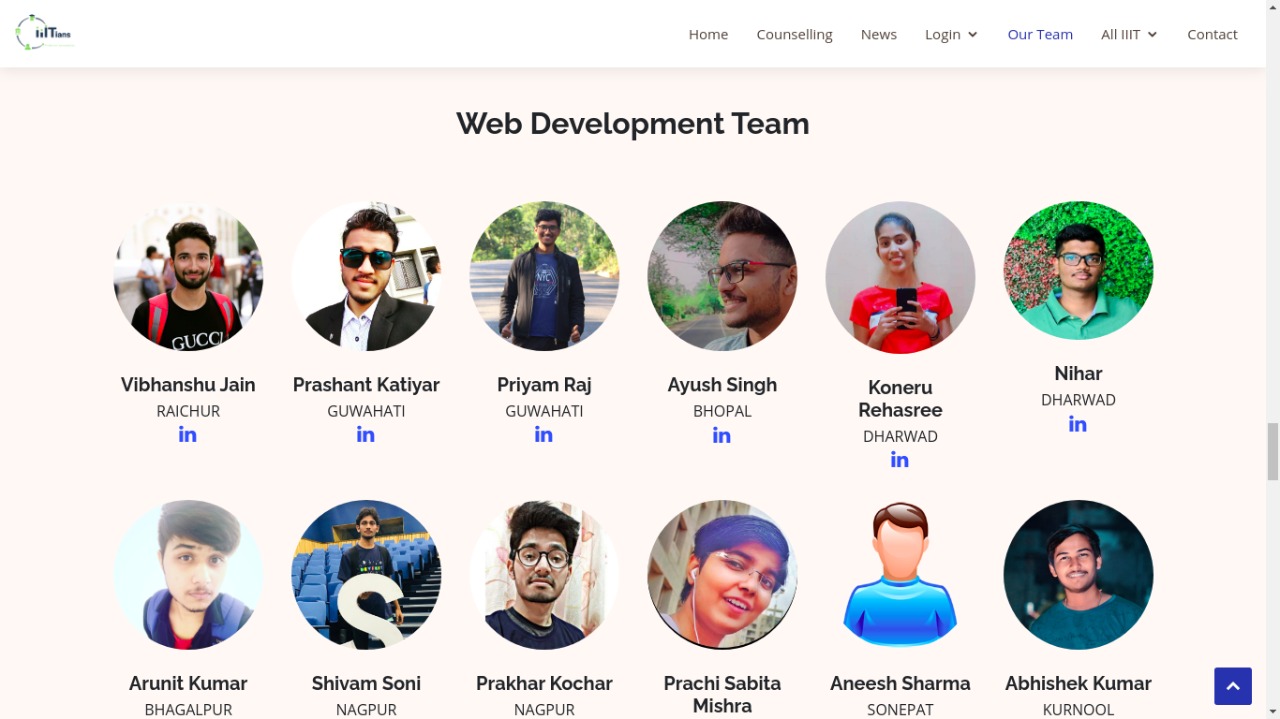 iiITians
Home Counselling News Login Our Team All IIIT Contact
Web Development Team
GUCCI
NYC
S
Vibhanshu Jain Prashant Katiyar Priyam Raj Ayush Singh Koneru Rehasree Nihar
RAICHUR GUWAHATI GUWAHATI BHOPAL DHARWAD DHARWAD
in in in in in in
Arunit Kumar Shivam Soni Prakhar Kochar Prachi Sabita Mishra Aneesh Sharma Abhishek Kumar
BHAGALPUR NAGPUR NAGPUR SONEPAT KURNOOL